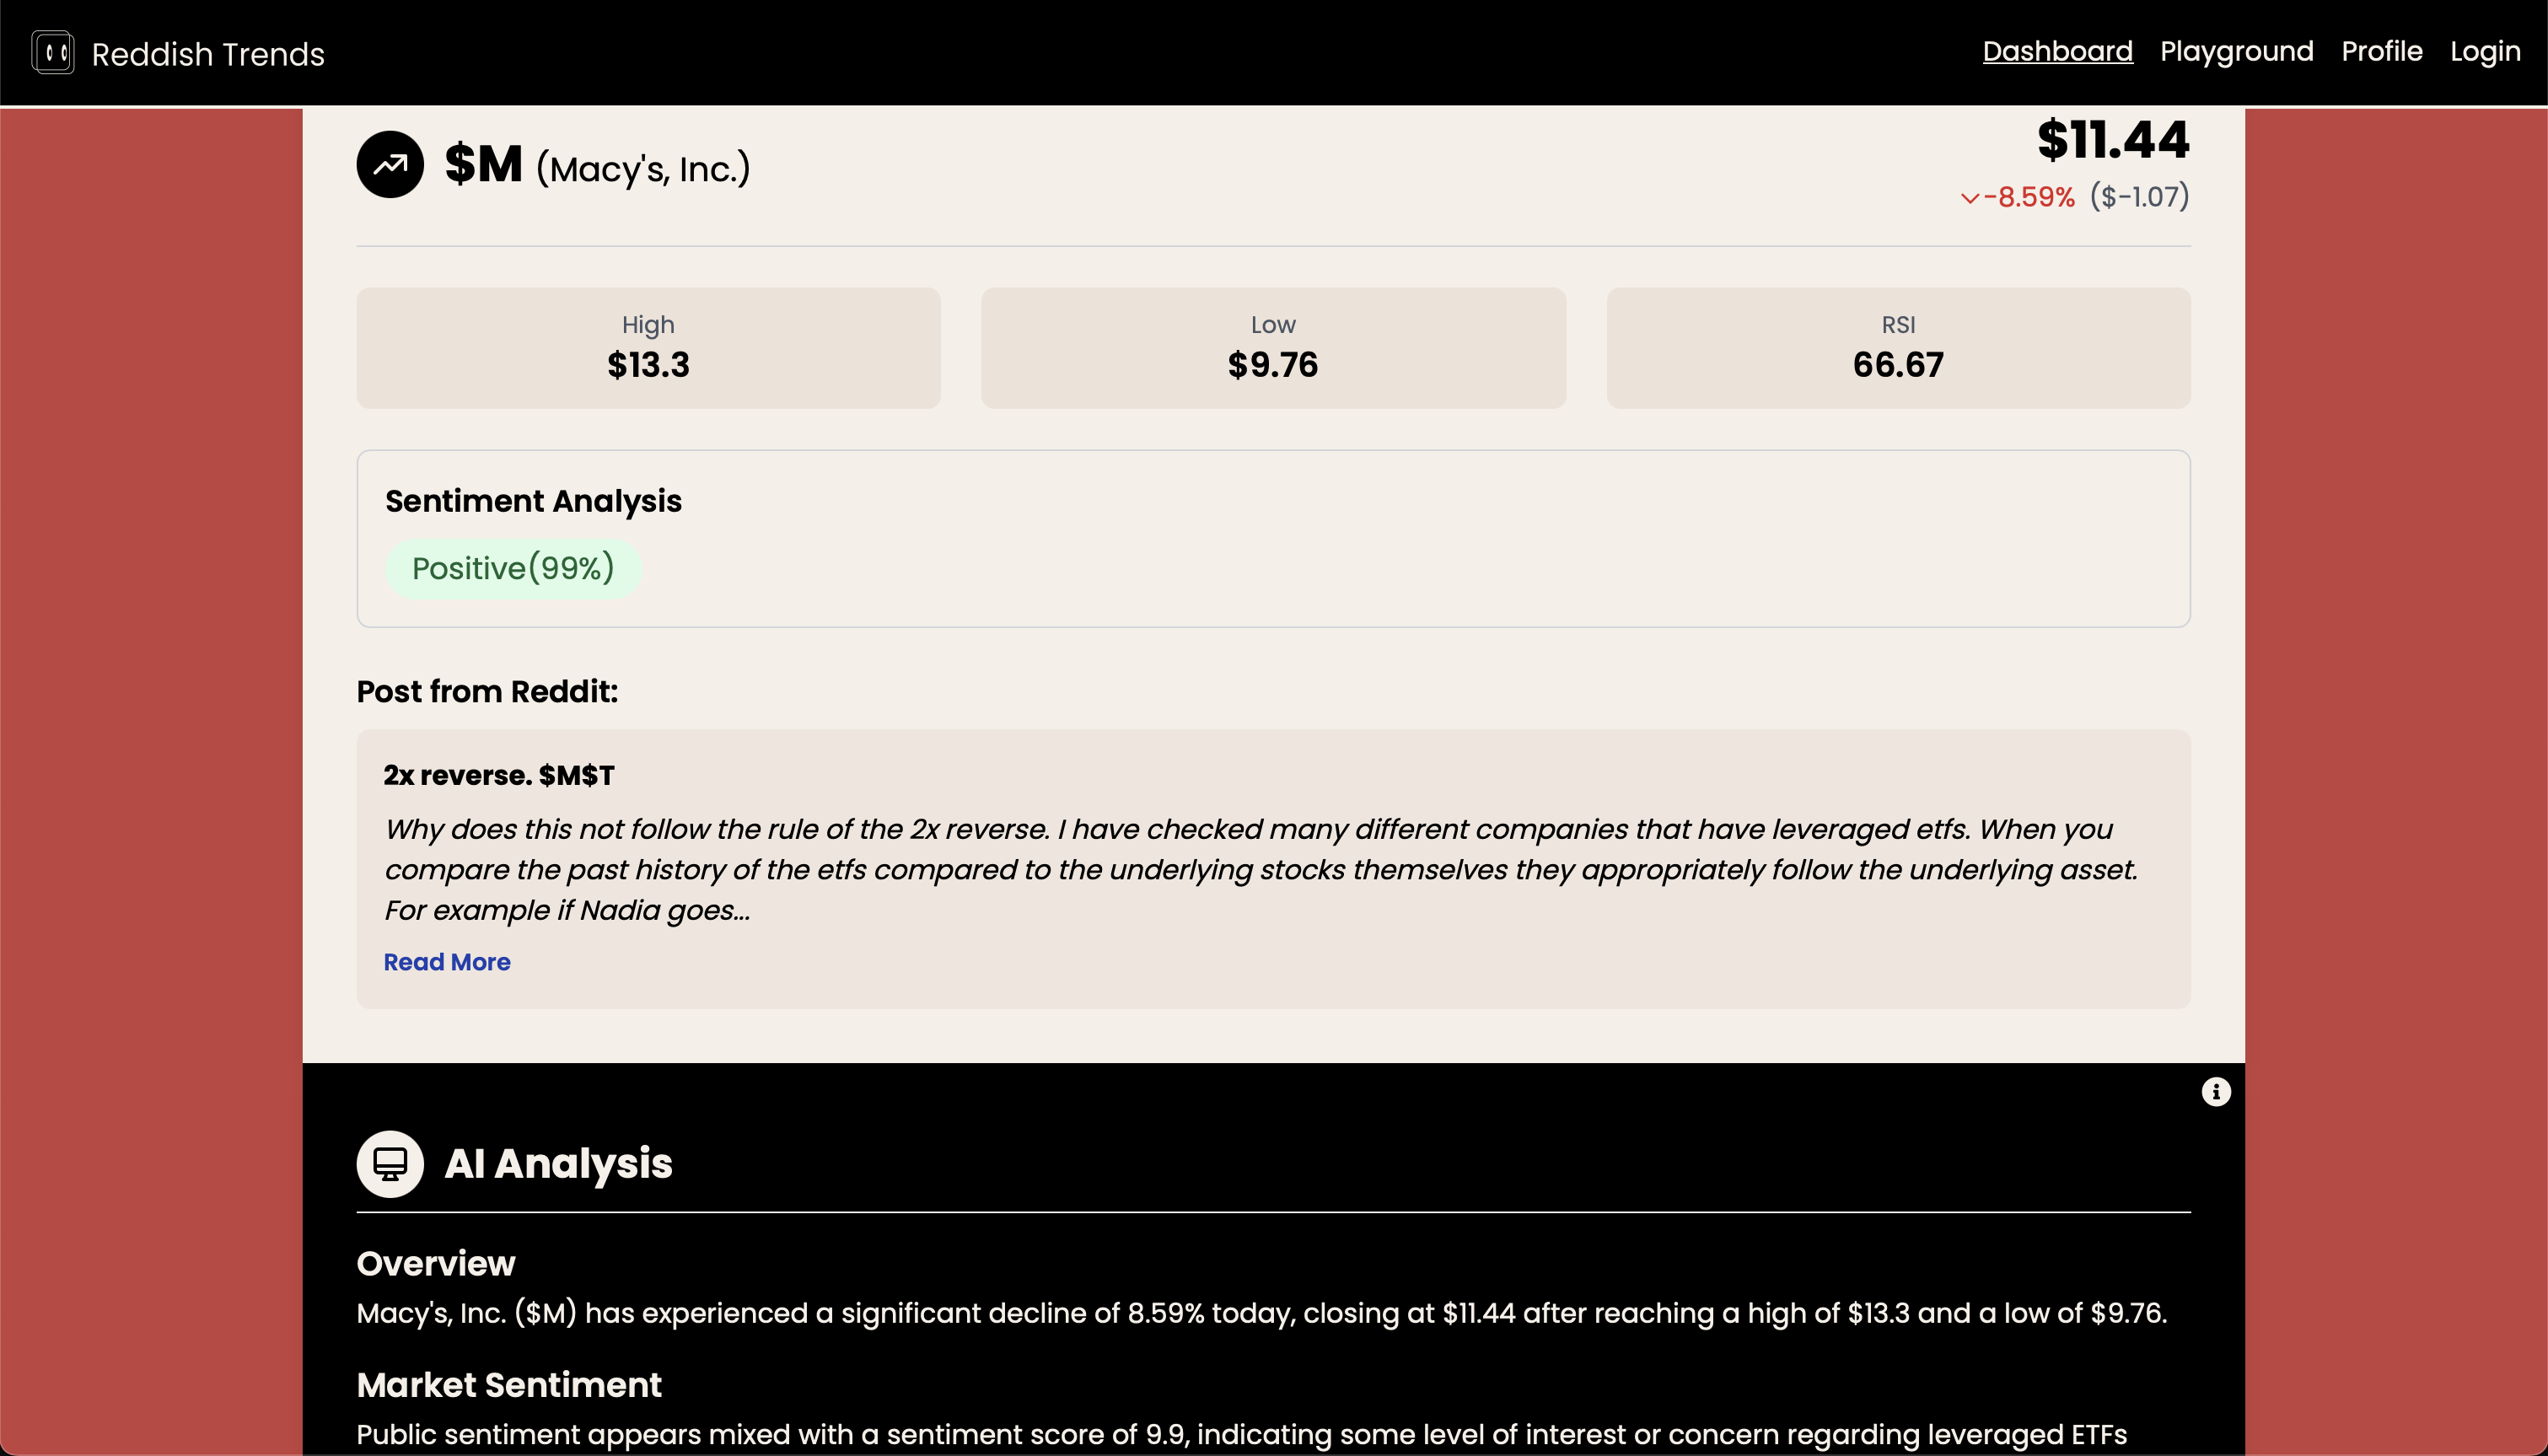 Reddish Trends
Dashboard Playground Profile Login
$M (Macy's, Inc.)
$11.44
-8.59% ($-1.07)
High
$13.3
Low
$9.76
RSI
66.67
Sentiment Analysis
Positive(99%)
Post from Reddit:
2x reverse. $M$T
Why does this not follow the rule of the 2x reverse. I have checked many different companies that have leveraged etfs. When you
compare the past history of the etfs compared to the underlying stocks themselves they appropriately follow the underlying asset.
For example if Nadia goes...
Read More
AI Analysis
Overview
Macy's, Inc. ($M) has experienced a significant decline of 8.59% today, closing at $11.44 after reaching a high of $13.3 and a low of $9.76.
Market Sentiment
Public sentiment appears mixed with a sentiment score of 9.9, indicating some level of interest or concern regarding leveraged ETFs